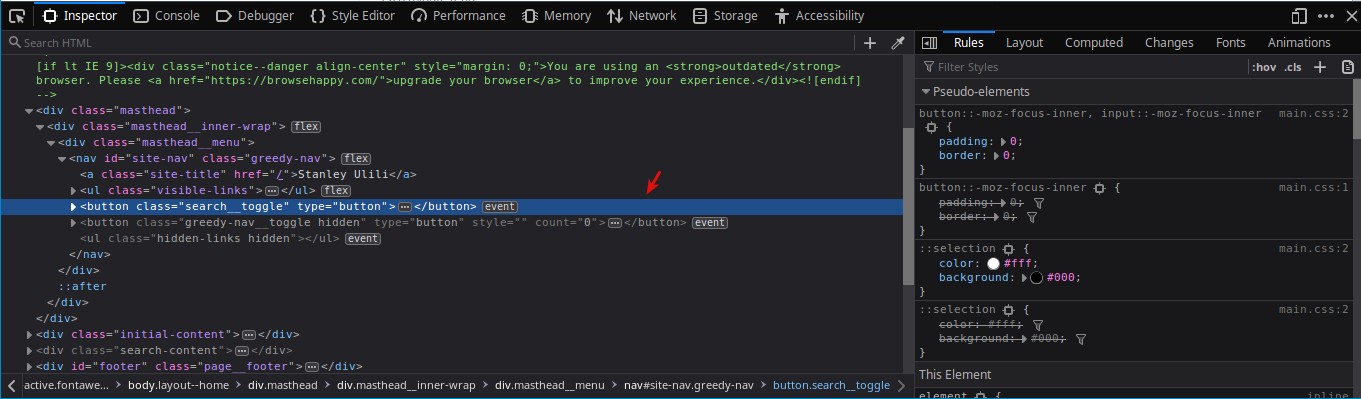 Inspector Console Debugger Style Editor Performance Memory Network Storage Accessibility
Search HTML
[if lt IE 9]><div class="notice--danger align-center" style="margin: 0;">You are using an <strong>outdated</strong>
browser. Please <a href="https://browsehappy.com/">upgrade your browser</a> to improve your experience.</div><![endif]
-->
<div class="masthead">
<div class="masthead__inner-wrap"> flex
<div class="masthead__menu">
<nav id="site-nav" class="greedy-nav"> flex
<a class="site-title" href="/">Stanley Ulili</a>
<ul class="visible-links">⋯</ul> flex
<button class="search__toggle" type="button">⋯</button> event
<button class="greedy-nav__toggle hidden" type="button" style="" count="0">⋯</button> event
<ul class="hidden-links hidden"></ul> event
</nav>
</div>
::after
</div>
</div>
<div class="initial-content">⋯</div>
<div class="search-content">⋯</div>
<div id="footer" class="page__footer">⋯</div>
active.fontawe… body.layout--home div.masthead div.masthead__inner-wrap div.masthead__menu nav#site-nav.greedy-nav button.search__toggle
Rules Layout Computed Changes Fonts Animations
Filter Styles :hov .cls +
Pseudo-elements
button::-moz-focus-inner, input::-moz-focus-inner main.css:2
{
padding: 0;
border: 0;
}
button::-moz-focus-inner { main.css:1
padding: 0;
border: 0;
}
::selection { main.css:2
color: #fff;
background: #000;
}
::selection { main.css:2
color: #fff;
background: #000;
}
This Element
element { inline